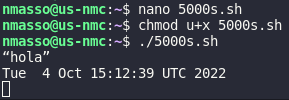 nmasso@us-nmc:~$ nano 5000s.sh
nmasso@us-nmc:~$ chmod u+x 5000s.sh
nmasso@us-nmc:~$ ./5000s.sh
“hola”
Tue  4 Oct 15:12:39 UTC 2022